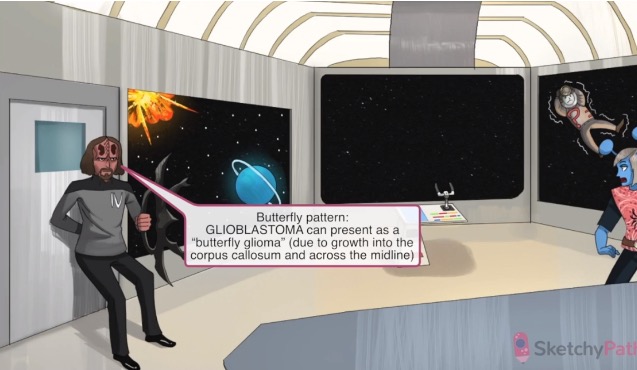 Butterfly pattern:
GLIOBLASTOMA can present as a
"butterfly glioma" (due to growth into the
corpus callosum and across the midline)
IV
SketchyPath